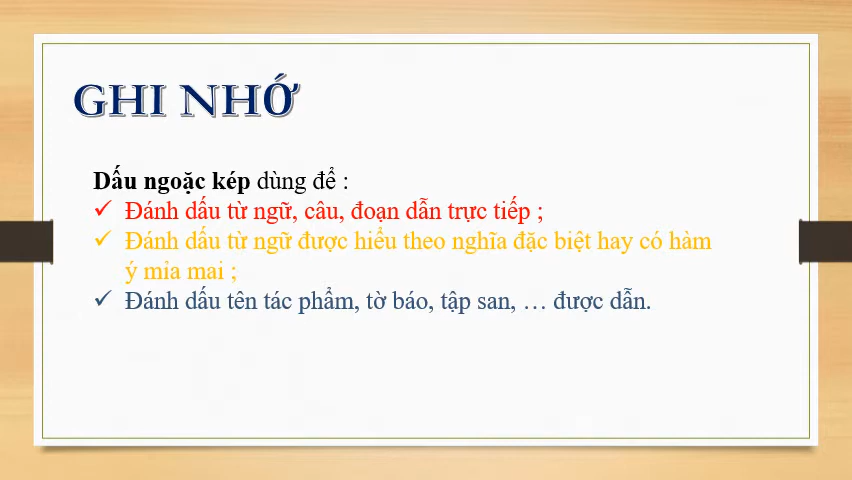 GHI NHỚ
Dấu ngoặc kép dùng để :
✓ Đánh dấu từ ngữ, câu, đoạn dẫn trực tiếp ;
✓ Đánh dấu từ ngữ được hiểu theo nghĩa đặc biệt hay có hàm
ý mỉa mai ;
✓ Đánh dấu tên tác phẩm, tờ báo, tập san, … được dẫn.